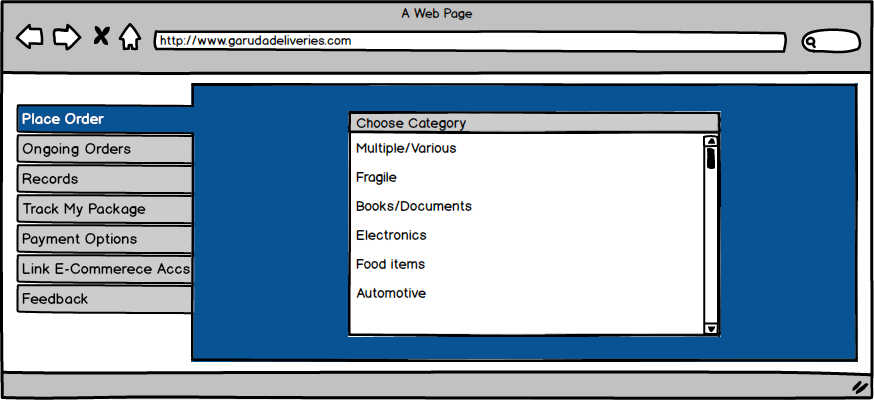 A Web Page
http://www.garudadeliveries.com
Place Order
Ongoing Orders
Records
Track My Package
Payment Options
Link E-Commerece Accs
Feedback
Choose Category
Multiple/Various
Fragile
Books/Documents
Electronics
Food items
Automotive